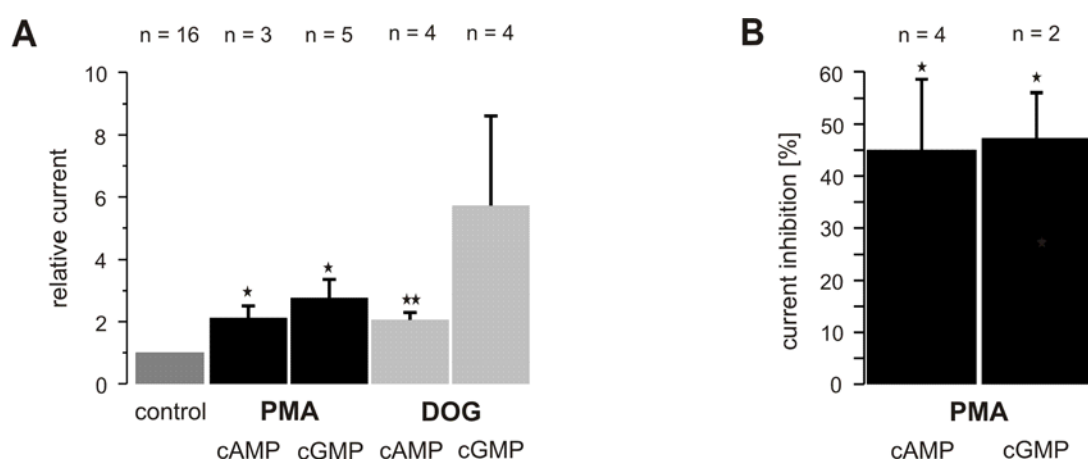 A
n = 16 n = 3 n = 5 n = 4 n = 4
relative current
10
8
6
4
2
0
★ ★ ★★
control PMA DOG
cAMP cGMP cAMP cGMP
B
n = 4 n = 2
current inhibition [%]
60
50
40
30
20
10
0
★ ★
★
PMA
cAMP cGMP